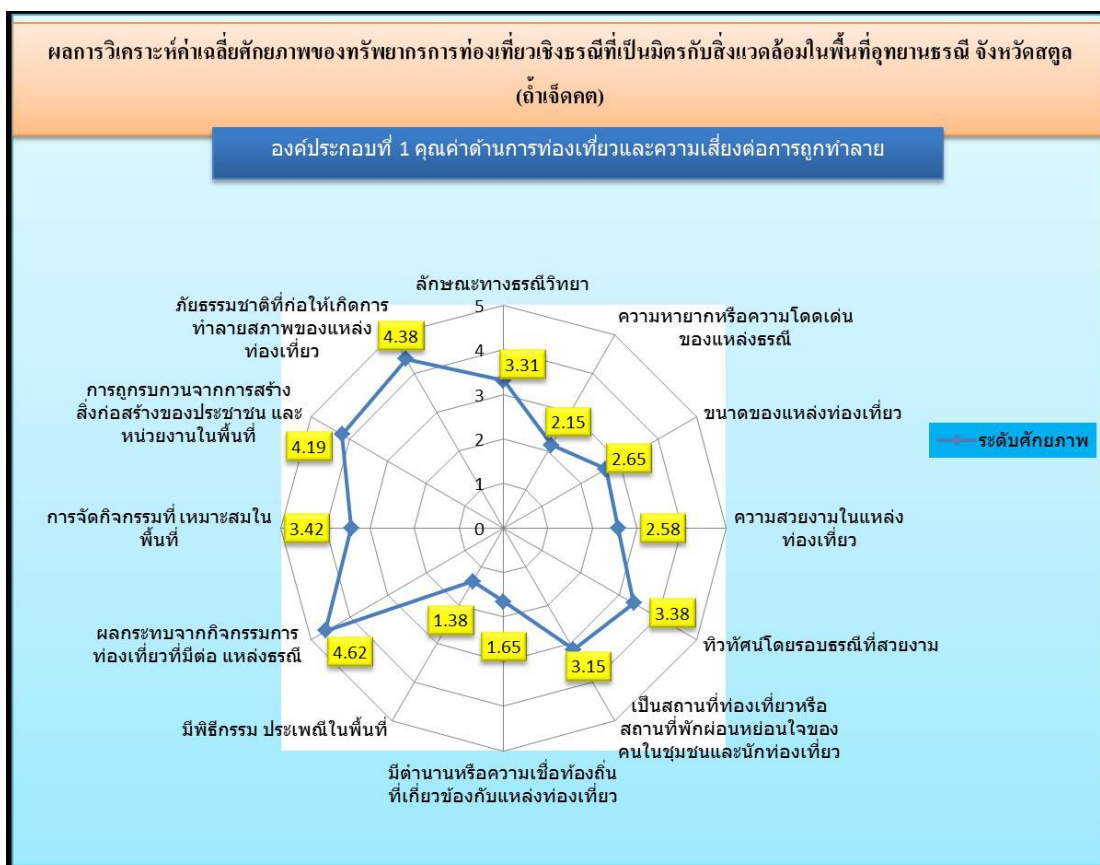 ผลการวิเคราะห์ค่าเฉลี่ยศักยภาพของทรัพยากรการท่องเที่ยวเชิงธรณีที่เป็นมิตรกับสิ่งแวดล้อมในพื้นที่อุทยานธรณี จังหวัดสตูล
(ถ้ำเจ็ดคต)
องค์ประกอบที่ 1 คุณค่าด้านการท่องเที่ยวและความเสี่ยงต่อการถูกทำลาย
ลักษณะทางธรณีวิทยา
3.31
ความหายากหรือความโดดเด่น
ของแหล่งธรณี
2.15
ขนาดของแหล่งท่องเที่ยว
2.65
ความสวยงามในแหล่ง
ท่องเที่ยว
2.58
ทิวทัศน์โดยรอบธรณีที่สวยงาม
3.38
เป็นสถานที่ท่องเที่ยวหรือ
สถานที่พักผ่อนหย่อนใจของ
คนในชุมชนและนักท่องเที่ยว
3.15
มีตำนานหรือความเชื่อท้องถิ่น
ที่เกี่ยวข้องกับแหล่งท่องเที่ยว
1.65
มีพิธีกรรม ประเพณีในพื้นที่
1.38
ผลกระทบจากกิจกรรมการ
ท่องเที่ยวที่มีต่อ แหล่งธรณี
4.62
การจัดกิจกรรมที่ เหมาะสมใน
พื้นที่
3.42
การถูกรบกวนจากการสร้าง
สิ่งก่อสร้างของประชาชน และ
หน่วยงานในพื้นที่
4.19
ภัยธรรมชาติที่ก่อให้เกิดการ
ทำลายสภาพของแหล่ง
ท่องเที่ยว
4.38
5
4
3
2
1
0
ระดับศักยภาพ